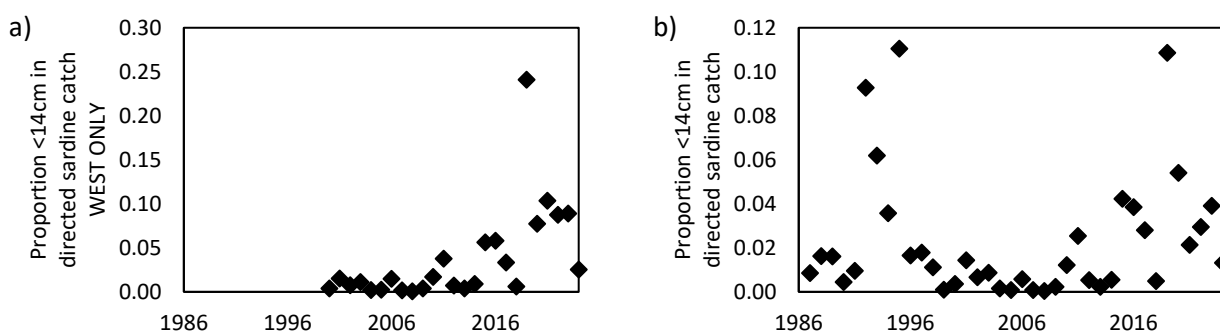 a)
Proportion <14cm in
directed sardine catch
WEST ONLY
0.30
0.25
0.20
0.15
0.10
0.05
0.00
1986 1996 2006 2016
b)
Proportion <14cm in
directed sardine catch
0.12
0.10
0.08
0.06
0.04
0.02
0.00
1986 1996 2006 2016